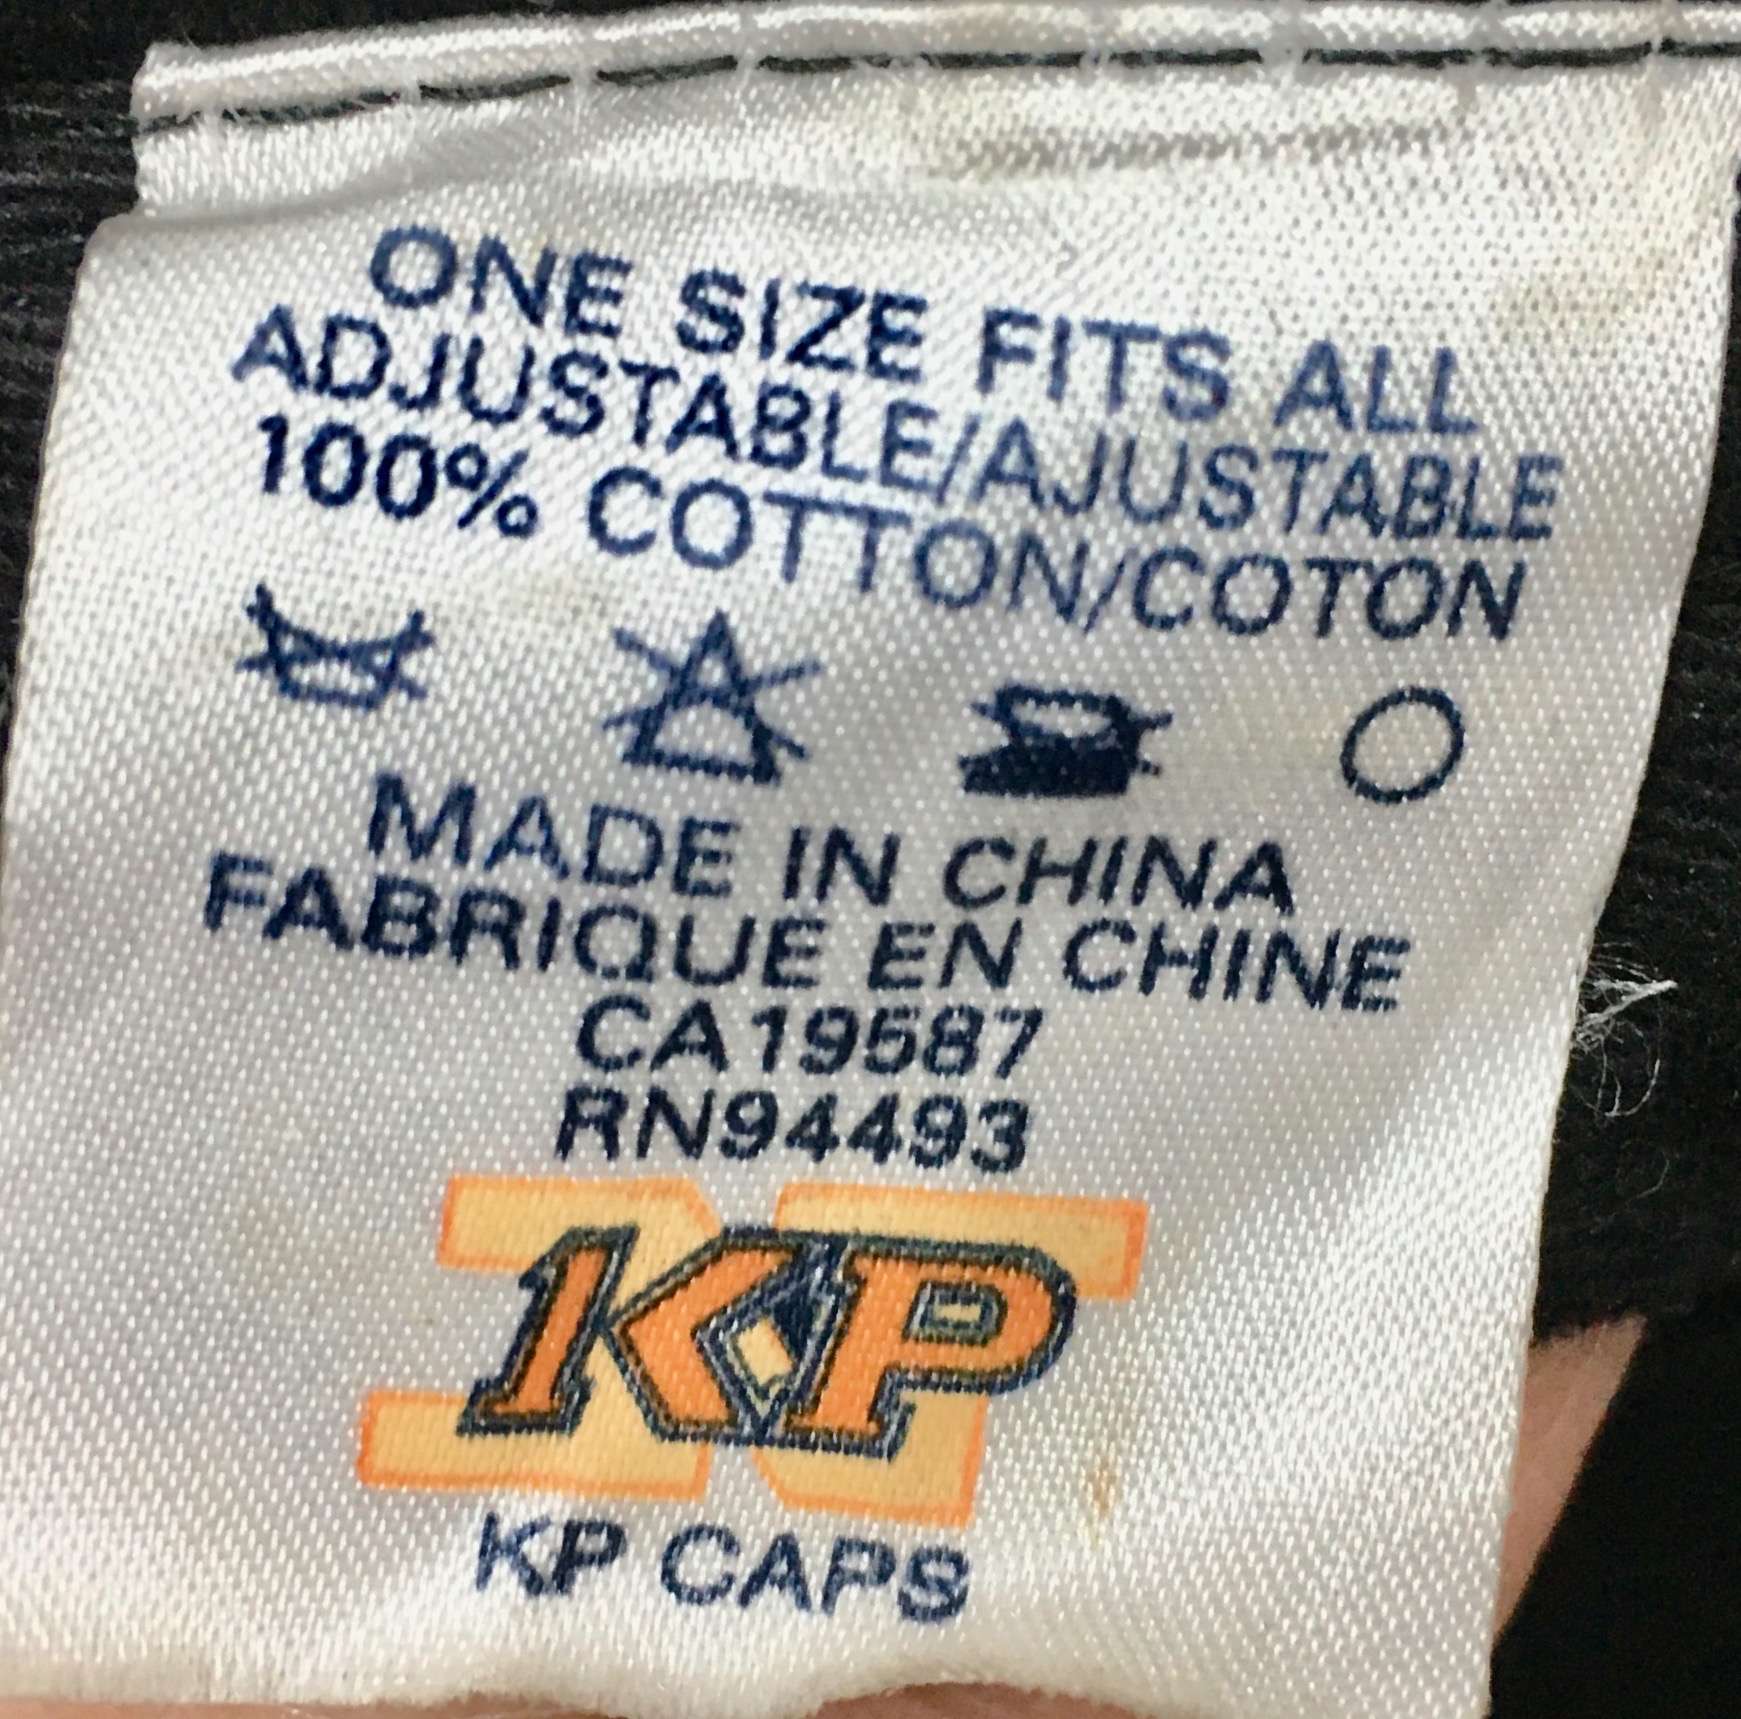 ONE SIZE FITS ALL
ADJUSTABLE/AJUSTABLE
100% COTTON/COTON
MADE IN CHINA
FABRIQUE EN CHINE
CA19587
RN94493
KP
KP CAPS